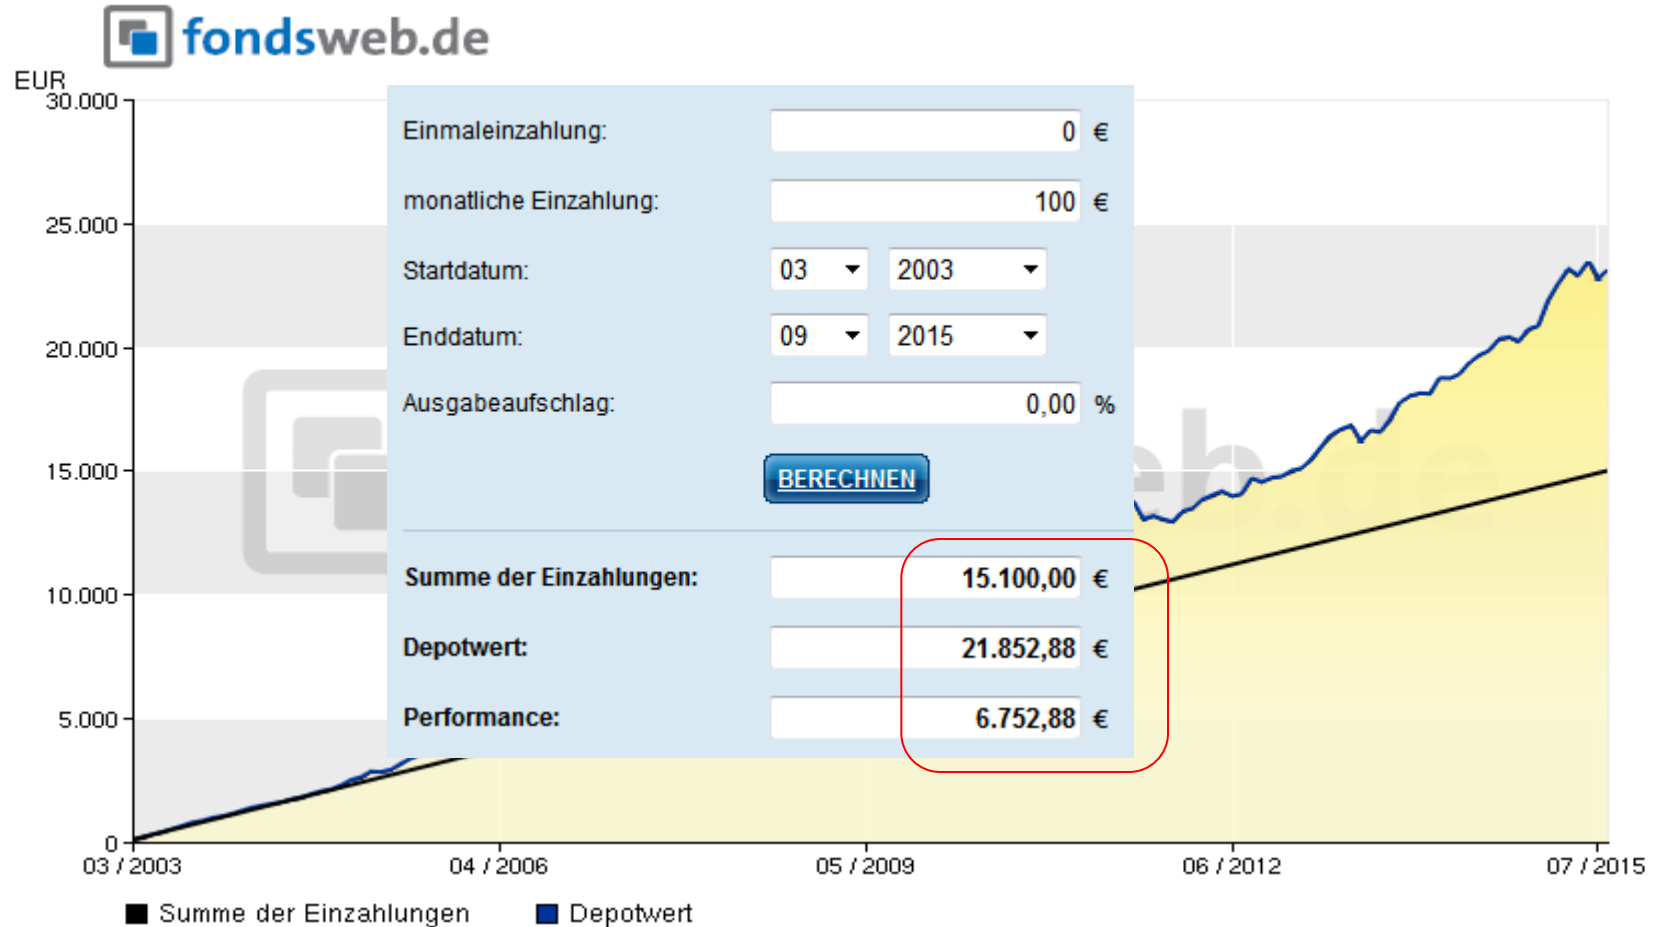 fondsweb.de
EUR
30.000
25.000
20.000
15.000
10.000
5.000
0
Einmaleinzahlung: 0 €
monatliche Einzahlung: 100 €
Startdatum: 03 2003
Enddatum: 09 2015
Ausgabeaufschlag: 0,00 %
BERECHNEN
Summe der Einzahlungen: 15.100,00 €
Depotwert: 21.852,88 €
Performance: 6.752,88 €
eb.de
03 / 2003 04 / 2006 05 / 2009 06 / 2012 07 / 2015
Summe der Einzahlungen Depotwert